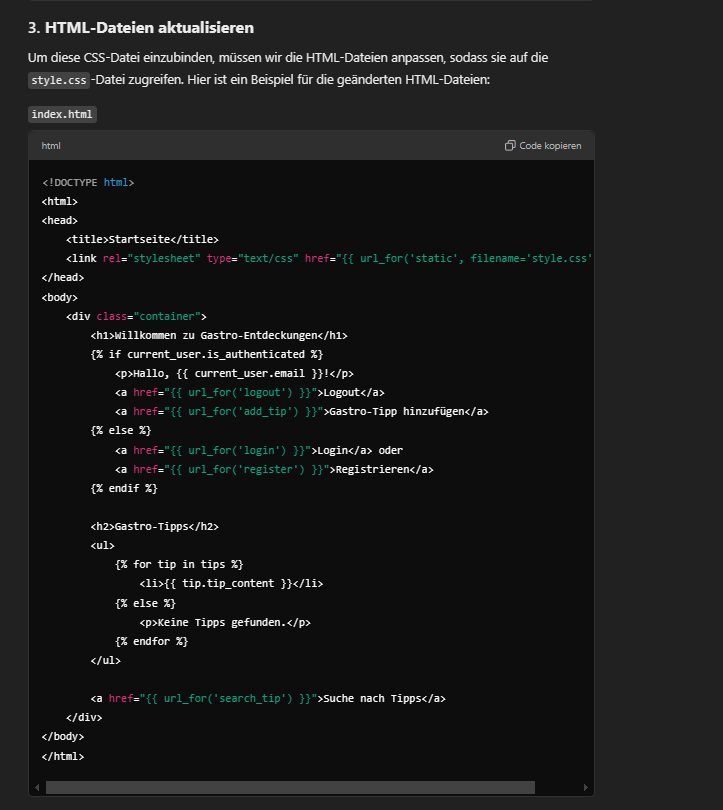 3. HTML-Dateien aktualisieren
Um diese CSS-Datei einzubinden, müssen wir die HTML-Dateien anpassen, sodass sie auf die
style.css-Datei zugreifen. Hier ist ein Beispiel für die geänderten HTML-Dateien:
index.html
html
Code kopieren
<!DOCTYPE html>
<html>
<head>
    <title>Startseite</title>
    <link rel="stylesheet" type="text/css" href="{{ url_for('static', filename='style.css'
</head>
<body>
    <div class="container">
        <h1>Willkommen zu Gastro-Entdeckungen</h1>
        {% if current_user.is_authenticated %}
            <p>Hallo, {{ current_user.email }}!</p>
            <a href="{{ url_for('logout') }}">Logout</a>
            <a href="{{ url_for('add_tip') }}">Gastro-Tipp hinzufügen</a>
        {% else %}
            <a href="{{ url_for('login') }}">Login</a> oder
            <a href="{{ url_for('register') }}">Registrieren</a>
        {% endif %}

        <h2>Gastro-Tipps</h2>
        <ul>
            {% for tip in tips %}
                <li>{{ tip.tip_content }}</li>
            {% else %}
                <p>Keine Tipps gefunden.</p>
            {% endfor %}
        </ul>

        <a href="{{ url_for('search_tip') }}">Suche nach Tipps</a>
    </div>
</body>
</html>